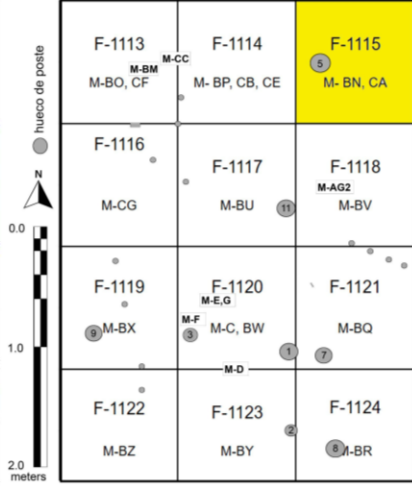 hueco de poste
N
0.0
1.0
2.0
meters
F-1113
M-BM
M-BO, CF
M-CC
F-1114
M- BP, CB, CE
F-1115
5
M- BN, CA
F-1116
M-CG
F-1117
M-BU
11
F-1118
M-AG2
M-BV
F-1119
9
M-BX
F-1120
M-E,G
M-F
M-C, BW
3
1
M-D
F-1121
M-BQ
7
F-1122
M-BZ
F-1123
2
M-BY
F-1124
8
M-BR